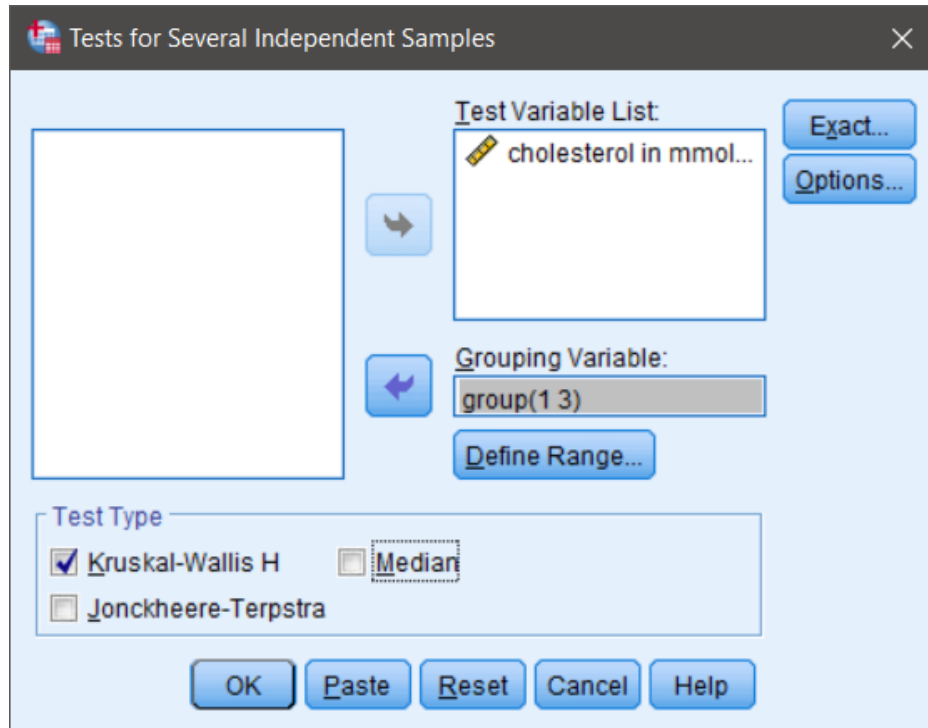 Tests for Several Independent Samples
Test Variable List:
cholesterol in mmol...
Exact...
Options...
Grouping Variable:
group(1 3)
Define Range...
Test Type
Kruskal-Wallis H
Median
Jonckheere-Terpstra
OK
Paste
Reset
Cancel
Help